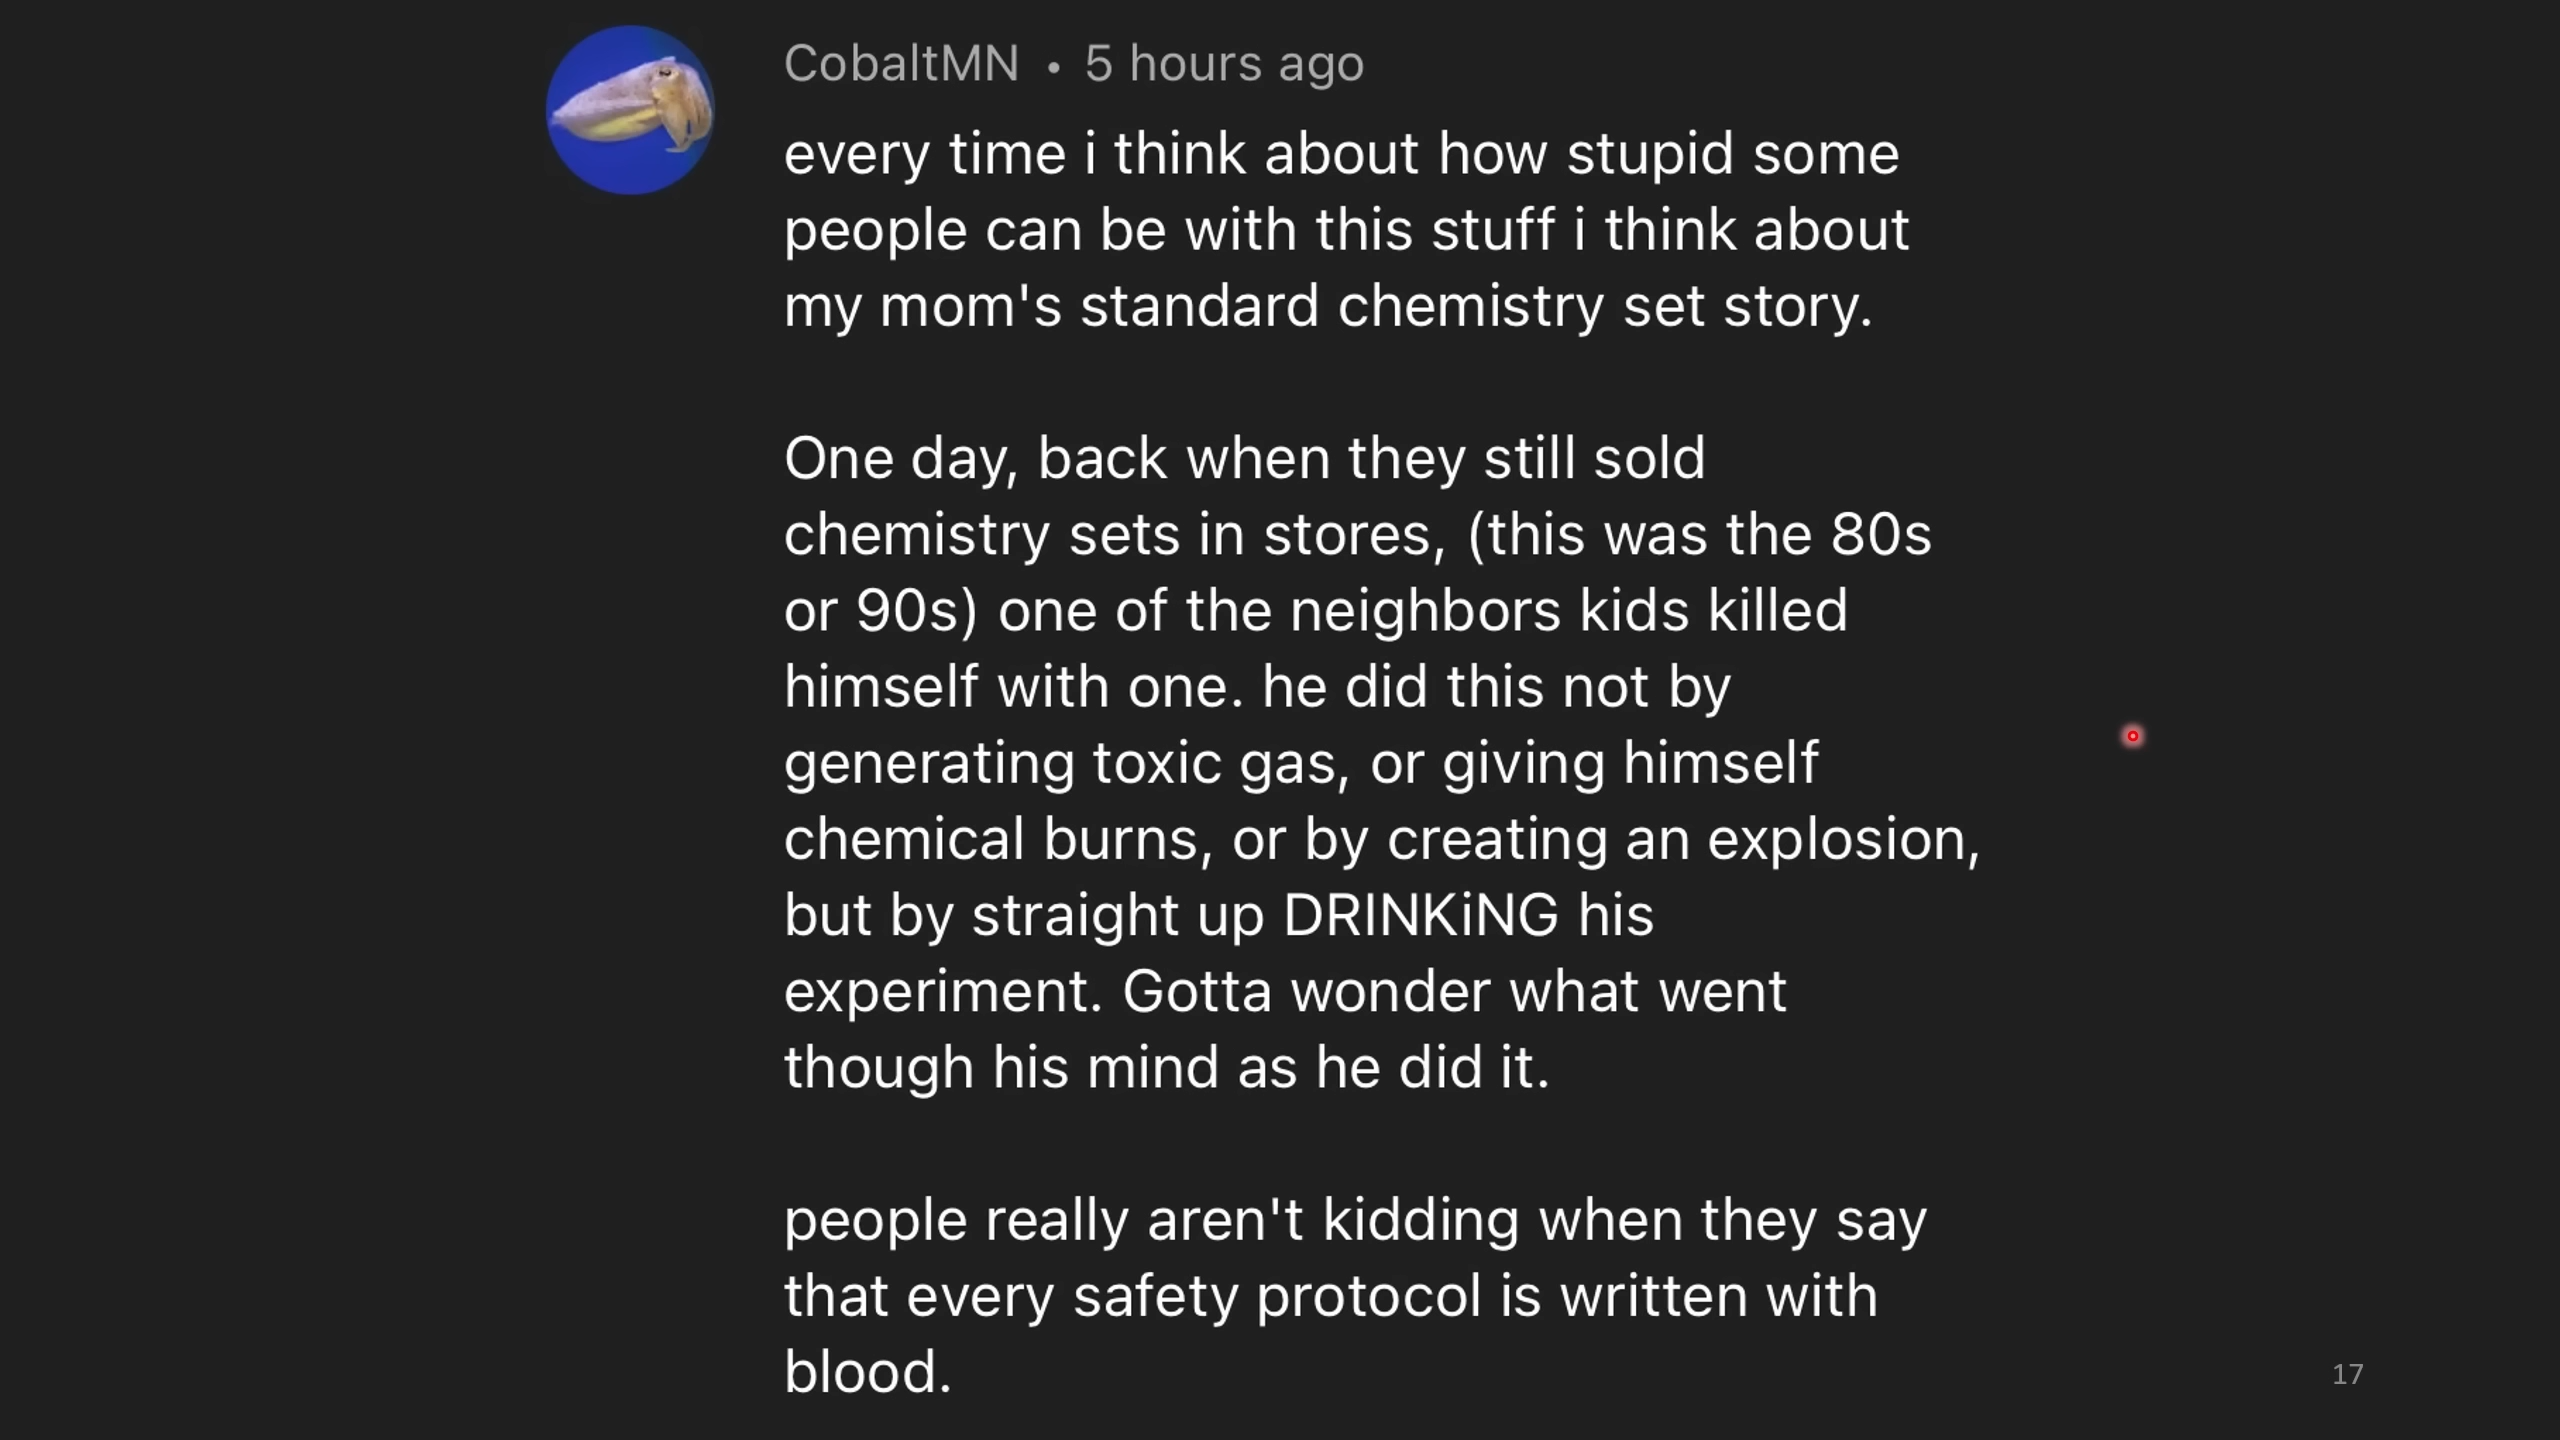 CobaltMN • 5 hours ago
every time i think about how stupid some
people can be with this stuff i think about
my mom's standard chemistry set story.
One day, back when they still sold
chemistry sets in stores, (this was the 80s
or 90s) one of the neighbors kids killed
himself with one. he did this not by
generating toxic gas, or giving himself
chemical burns, or by creating an explosion,
but by straight up DRINKiNG his
experiment. Gotta wonder what went
though his mind as he did it.
people really aren't kidding when they say
that every safety protocol is written with
blood.
17